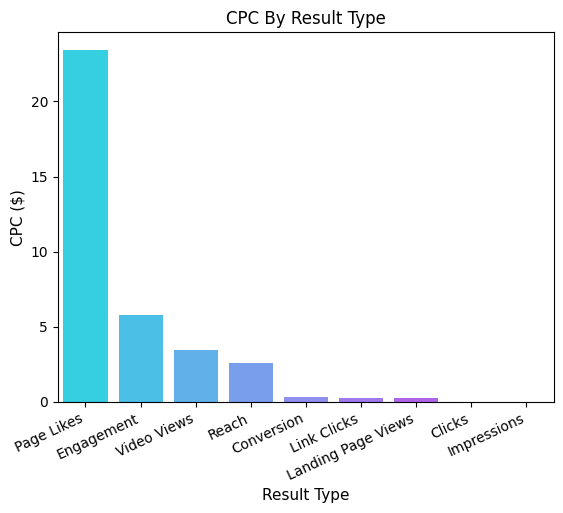 CPC By Result Type
CPC ($)
20
15
10
5
0
Page Likes
Engagement
Video Views
Reach
Conversion
Link Clicks
Landing Page Views
Clicks
Impressions
Result Type